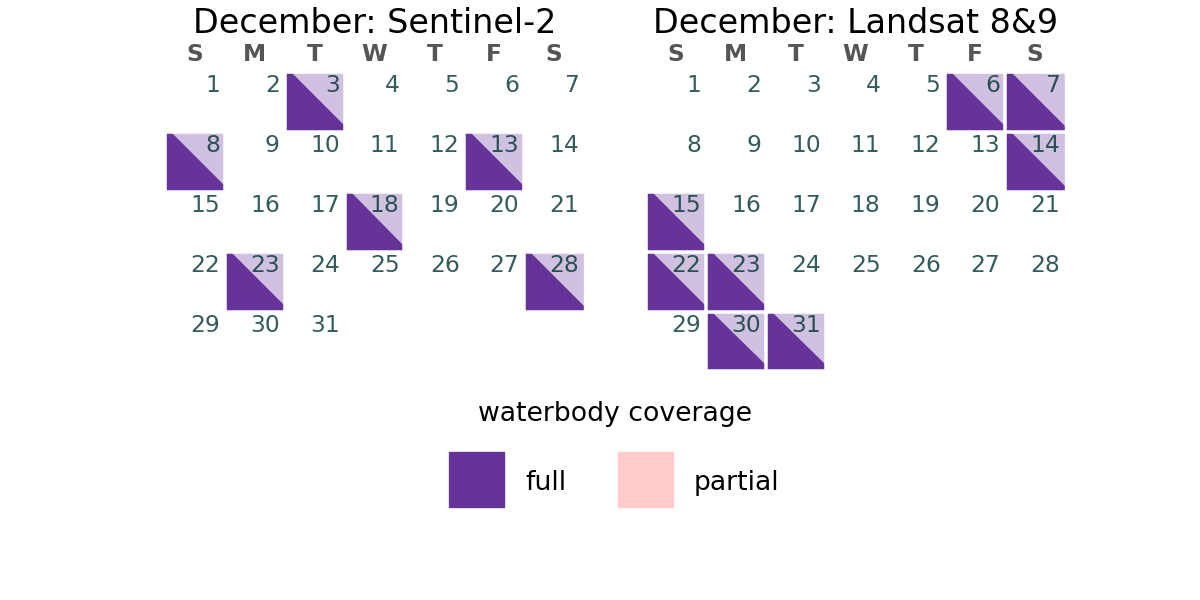 December: Sentinel-2
S M T W T F S
1 2 3 4 5 6 7
8 9 10 11 12 13 14
15 16 17 18 19 20 21
22 23 24 25 26 27 28
29 30 31
December: Landsat 8&9
S M T W T F S
1 2 3 4 5 6 7
8 9 10 11 12 13 14
15 16 17 18 19 20 21
22 23 24 25 26 27 28
29 30 31
waterbody coverage
full partial